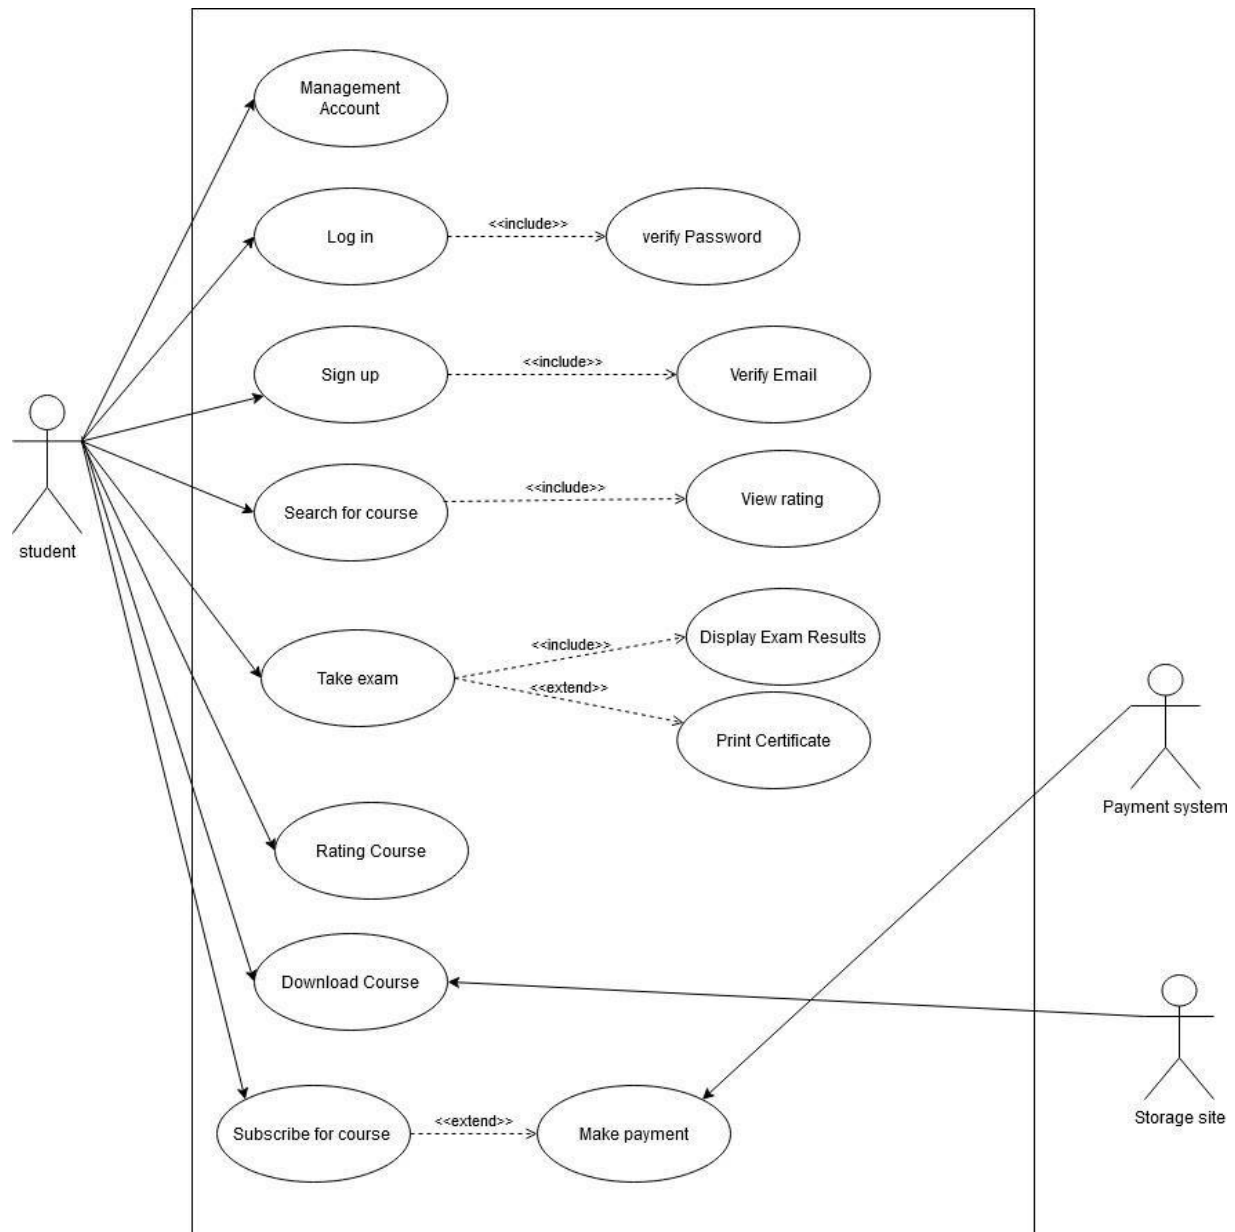 Management
Account
Log in
<<include>>
verify Password
Sign up
<<include>>
Verify Email
student
Search for course
<<include>>
View rating
Take exam
<<include>>
Display Exam Results
<<extend>>
Print Certificate
Payment system
Rating Course
Download Course
Storage site
Subscribe for course
<<extend>>
Make payment